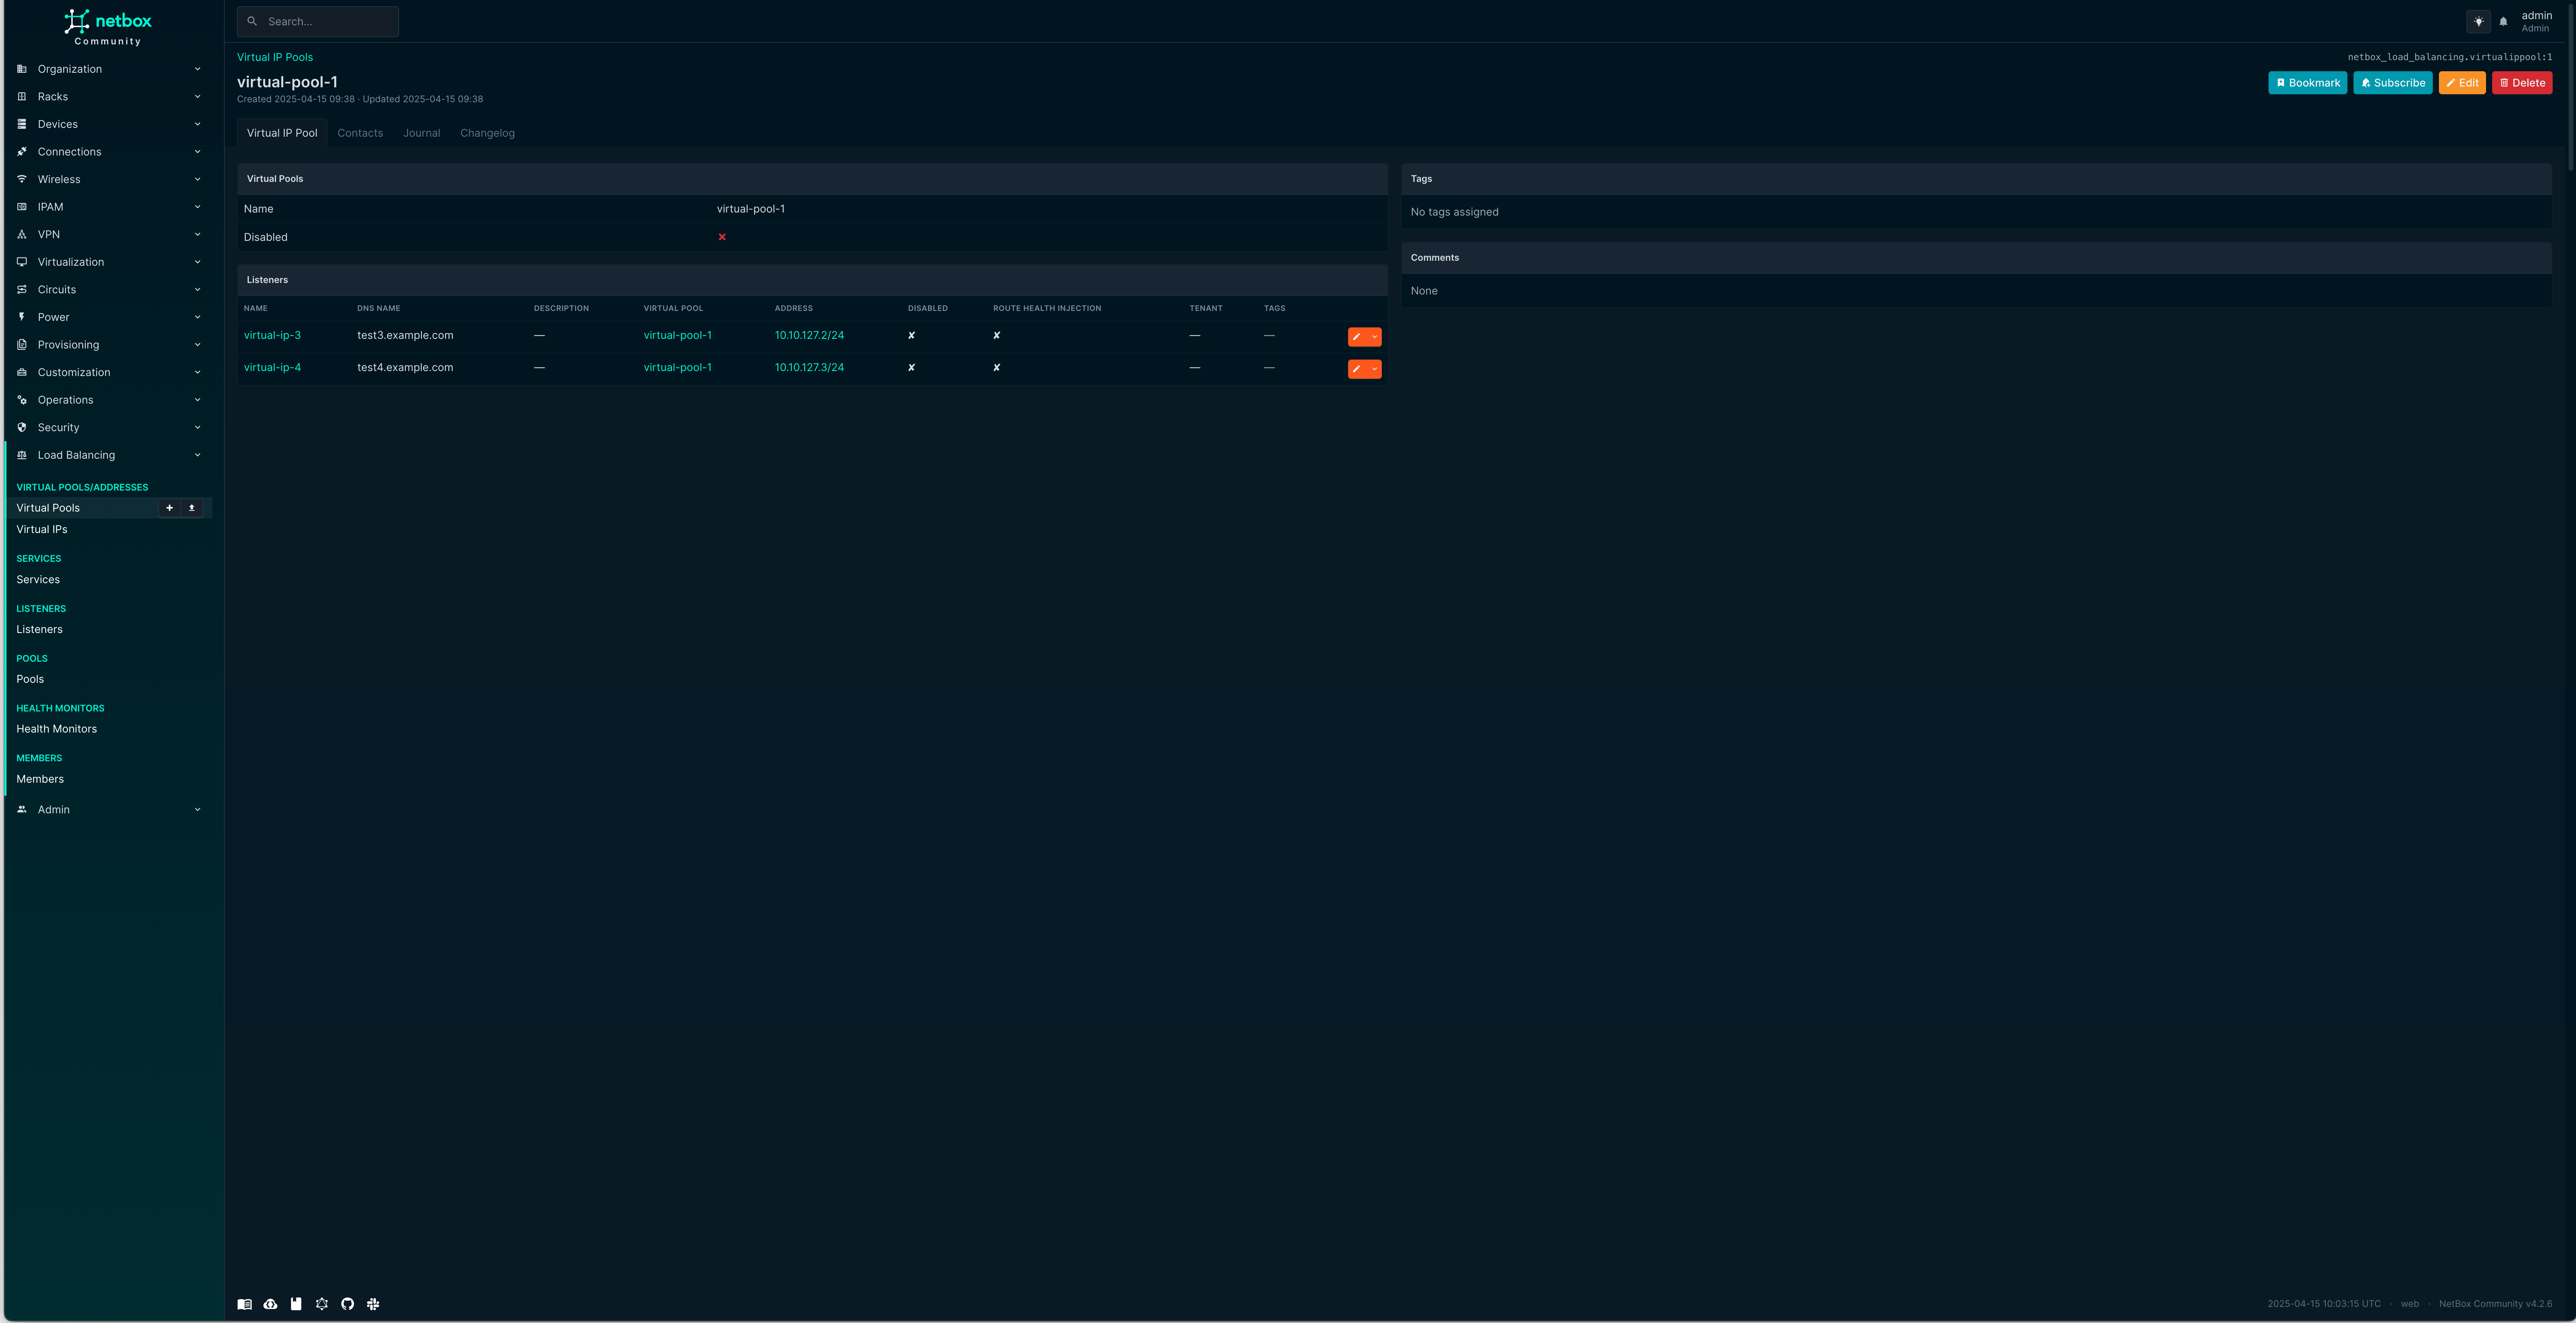 netbox
Community
Search...
admin
Admin
Organization
Racks
Devices
Connections
Wireless
IPAM
VPN
Virtualization
Circuits
Power
Provisioning
Customization
Operations
Security
Load Balancing
VIRTUAL POOLS/ADDRESSES
Virtual Pools
Virtual IPs
SERVICES
Services
LISTENERS
Listeners
POOLS
Pools
HEALTH MONITORS
Health Monitors
MEMBERS
Members
Admin
Virtual IP Pools
netbox_load_balancing.virtualippool:1
virtual-pool-1
Created 2025-04-15 09:38 · Updated 2025-04-15 09:38
Bookmark Subscribe Edit Delete
Virtual IP Pool Contacts Journal Changelog
Virtual Pools
Name virtual-pool-1
Disabled ✘
Listeners
NAME DNS NAME DESCRIPTION VIRTUAL POOL ADDRESS DISABLED ROUTE HEALTH INJECTION TENANT TAGS
virtual-ip-3 test3.example.com — virtual-pool-1 10.10.127.2/24 ✘ ✘ — —
virtual-ip-4 test4.example.com — virtual-pool-1 10.10.127.3/24 ✘ ✘ — —
Tags
No tags assigned
Comments
None
2025-04-15 10:03:15 UTC · web · NetBox Community v4.2.6